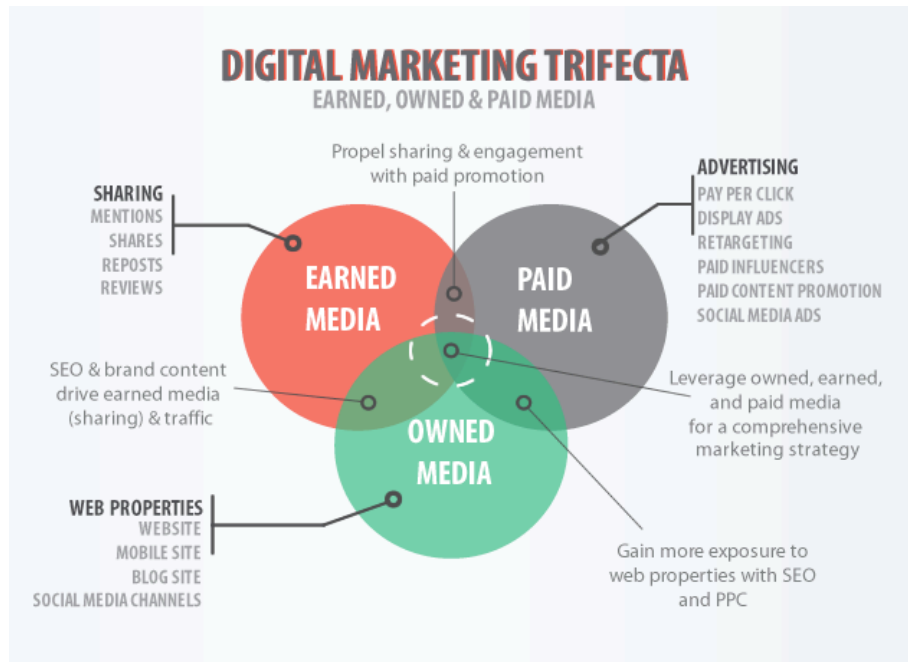 DIGITAL MARKETING TRIFECTA
EARNED, OWNED & PAID MEDIA
Propel sharing & engagement
with paid promotion
SHARING
MENTIONS
SHARES
REPOSTS
REVIEWS
ADVERTISING
PAY PER CLICK
DISPLAY ADS
RETARGETING
PAID INFLUENCERS
PAID CONTENT PROMOTION
SOCIAL MEDIA ADS
EARNED
MEDIA
PAID
MEDIA
SEO & brand content
drive earned media
(sharing) & traffic
Leverage owned, earned,
and paid media
for a comprehensive
marketing strategy
OWNED
MEDIA
WEB PROPERTIES
WEBSITE
MOBILE SITE
BLOG SITE
SOCIAL MEDIA CHANNELS
Gain more exposure to
web properties with SEO
and PPC